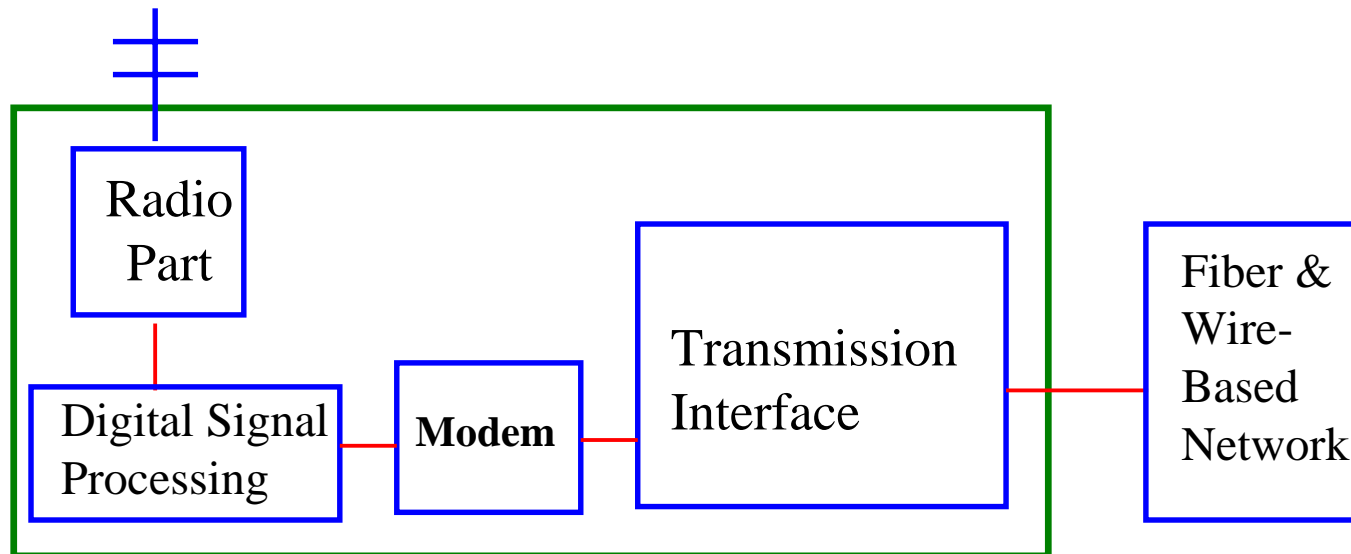 Radio
Part
Digital Signal
Processing
Modem
Transmission
Interface
Fiber &
Wire-
Based
Network